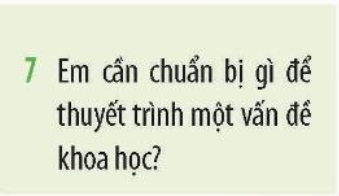 7 Em cần chuẩn bị gì để
thuyết trình một vấn đề
khoa học?